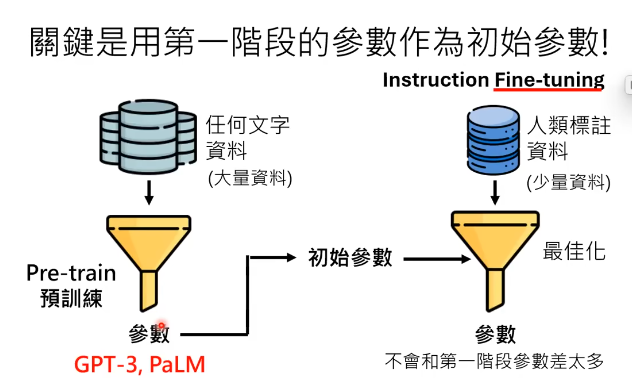 關鍵是用第一階段的參數作為初始參數!
Instruction Fine-tuning
任何文字
資料
(大量資料)
人類標註
資料
(少量資料)
Pre-train
預訓練
初始參數
最佳化
參數
GPT-3, PaLM
參數
不會和第一階段參數差太多